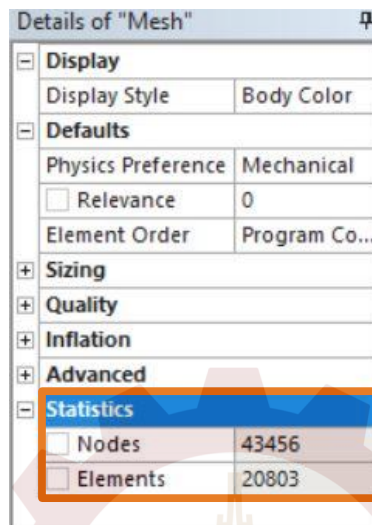 Details of "Mesh"
Display
Display Style Body Color
Defaults
Physics Preference Mechanical
Relevance 0
Element Order Program Co...
Sizing
Quality
Inflation
Advanced
Statistics
Nodes 43456
Elements 20803